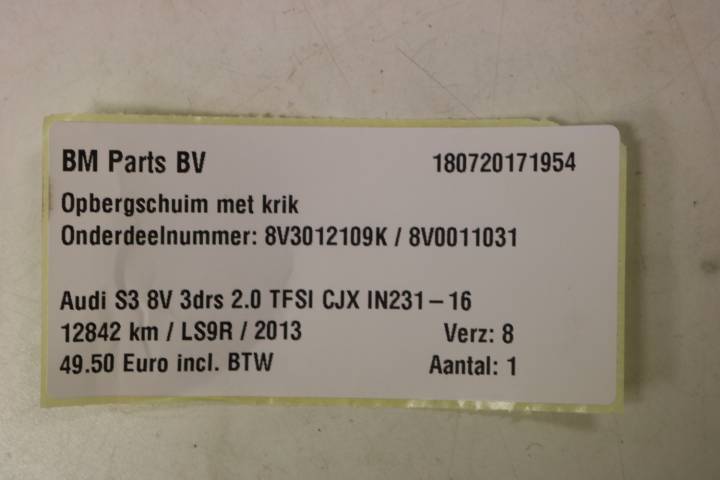 BM Parts BV 180720171954
Opbergschuim met krik
Onderdeelnummer: 8V3012109K / 8V0011031
Audi S3 8V 3drs 2.0 TFSI CJX IN231-16
12842 km / LS9R / 2013 Verz: 8
49.50 Euro incl. BTW Aantal: 1